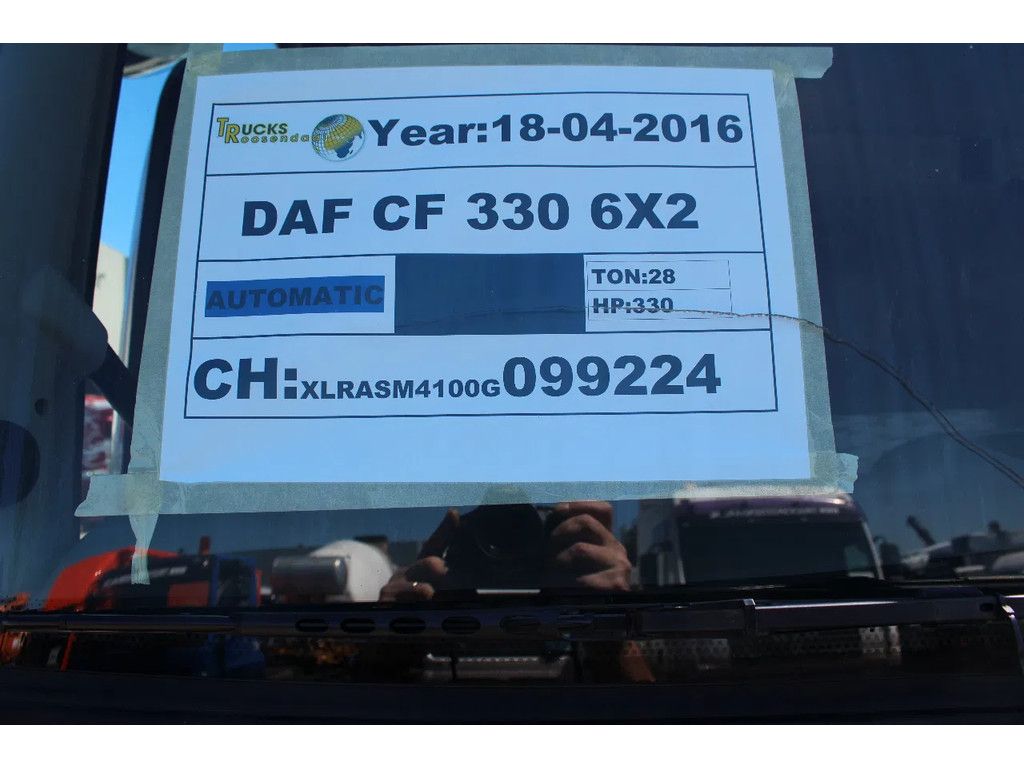 TRUCKS
Roosendaal
Year:18-04-2016
DAF CF 330 6X2
AUTOMATIC
TON:28
HP:330
CH:XLRASM4100G099224